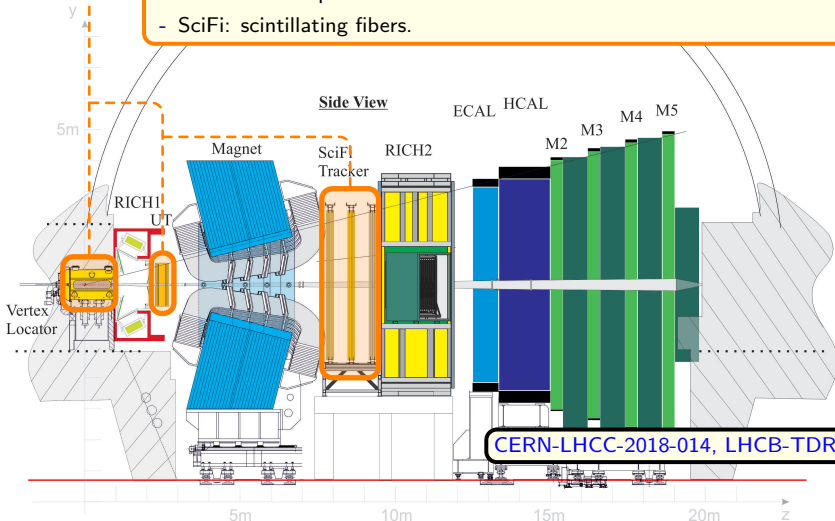 y
- SciFi: scintillating fibers.
Side View
5m
ECAL
HCAL
M2
M3
M4
M5
Magnet
SciFi
Tracker
RICH2
RICH1
UT
Vertex
Locator
CERN-LHCC-2018-014, LHCB-TDR
5m
10m
15m
20m
z